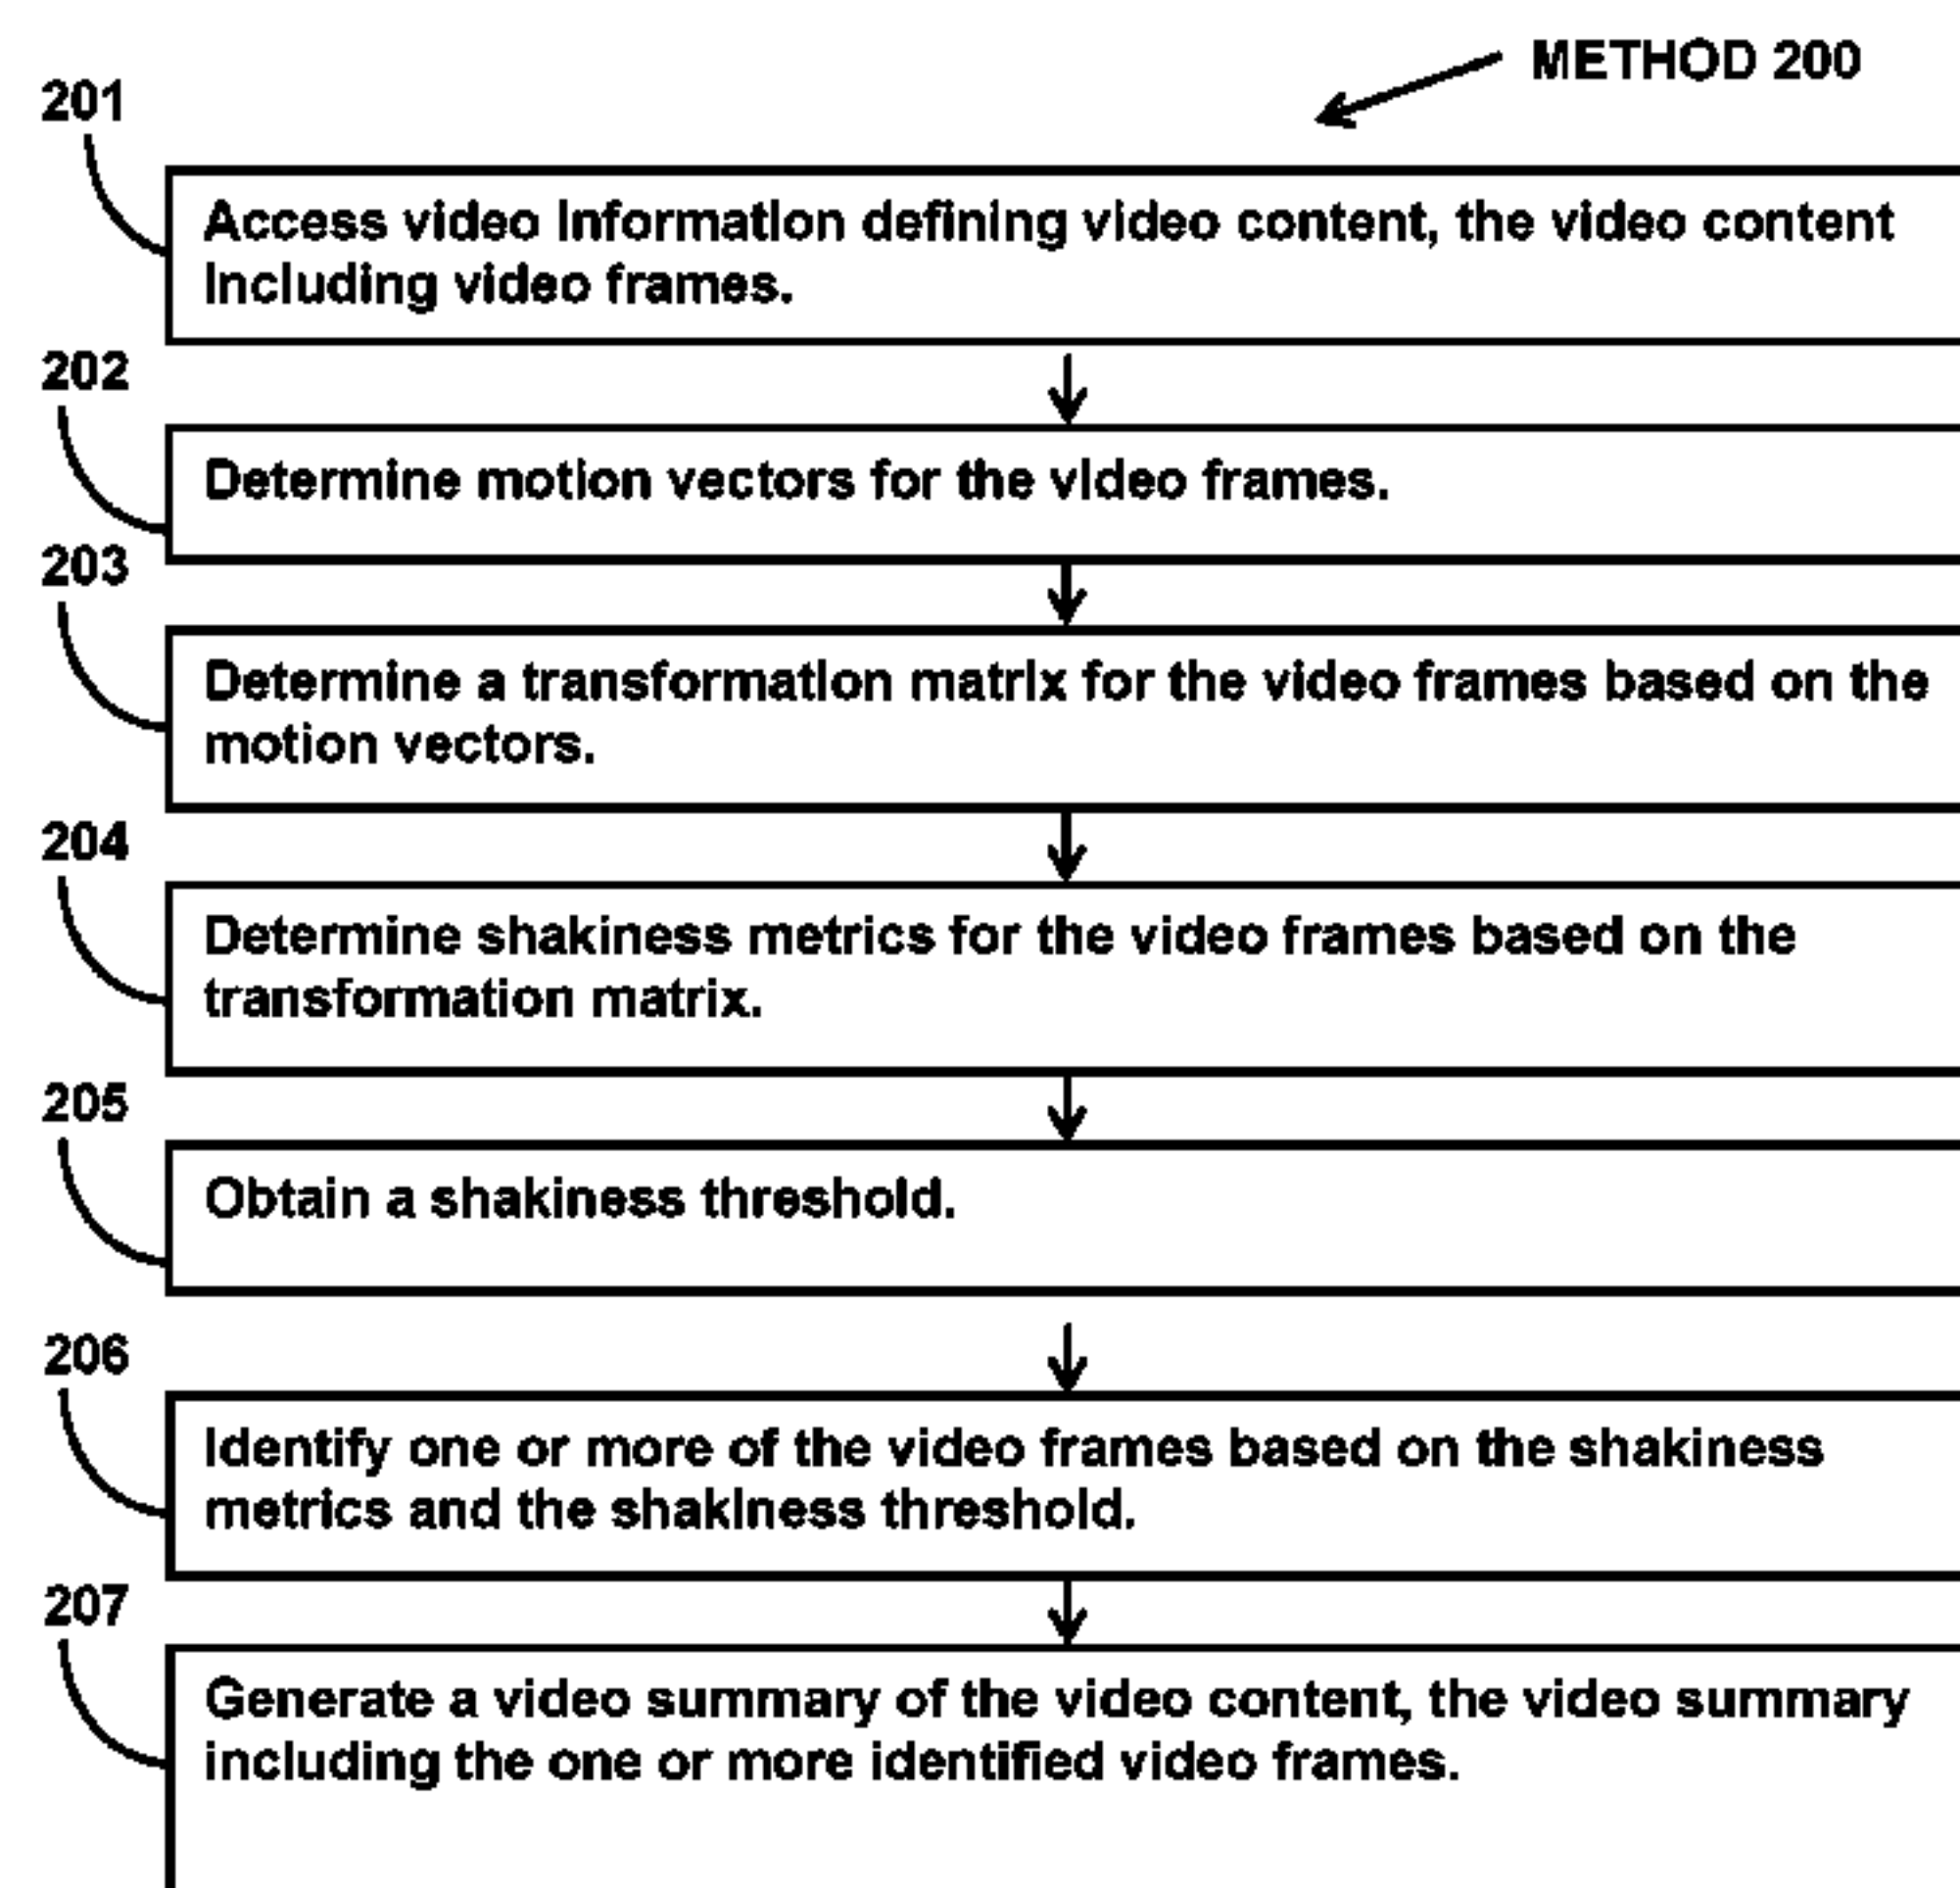 METHOD 200
201
Access video information defining video content, the video content
including video frames.
202
Determine motion vectors for the video frames.
203
Determine a transformation matrix for the video frames based on the
motion vectors.
204
Determine shakiness metrics for the video frames based on the
transformation matrix.
205
Obtain a shakiness threshold.
206
Identify one or more of the video frames based on the shakiness
metrics and the shakiness threshold.
207
Generate a video summary of the video content, the video summary
including the one or more identified video frames.